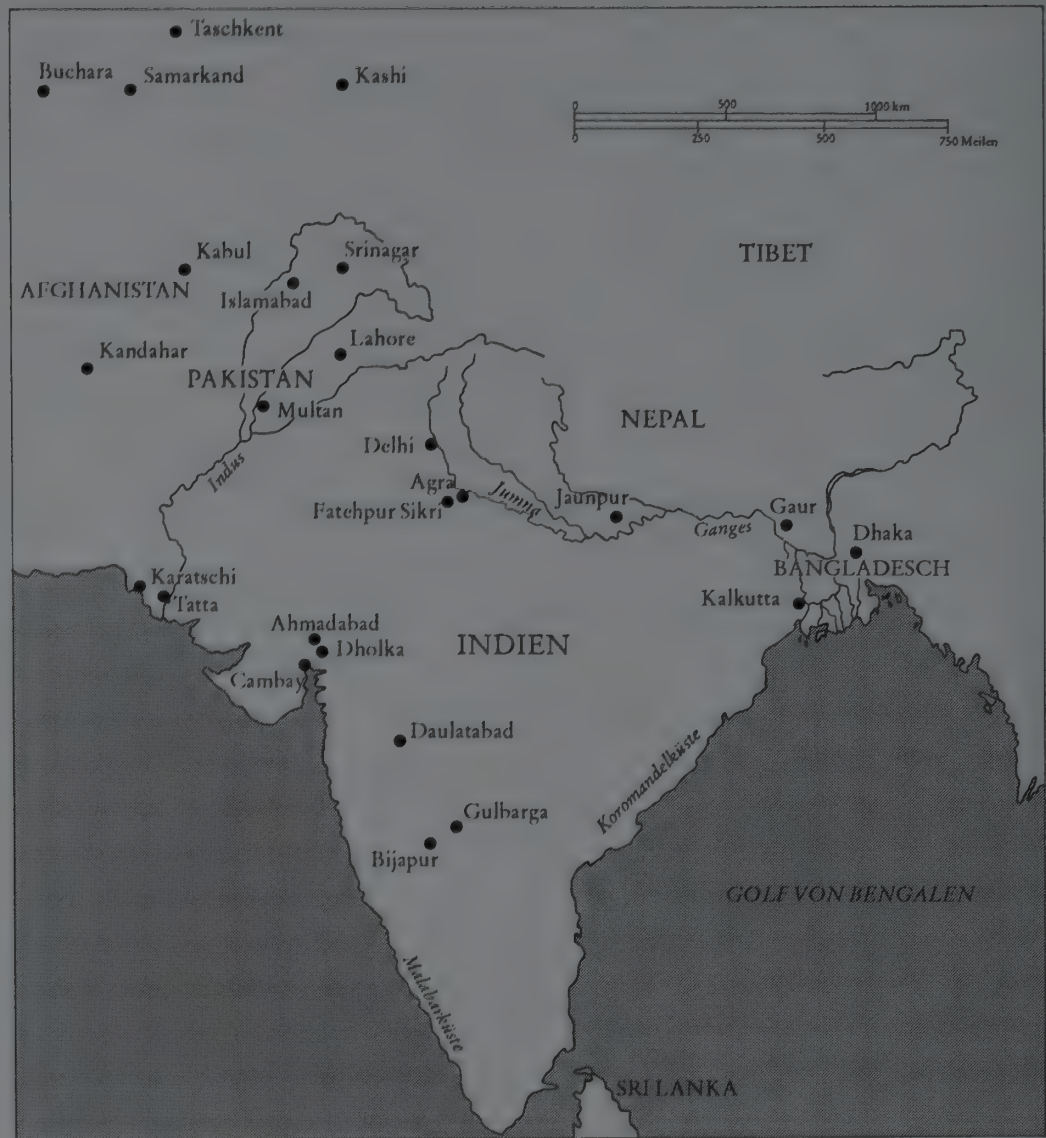 Taschkent
Buchara
Samarkand
Kashi
0 500 1000 km
0 250 500 750 Meilen
Kabul
Srinagar
TIBET
AFGHANISTAN
Islamabad
Lahore
Kandahar
PAKISTAN
Multan
NEPAL
Delhi
Indus
Agra
Jumna
Jaunpur
Fatehpur Sikri
Ganges
Gaur
Dhaka
BANGLADESCH
Karatschi
Tatta
Kalkutta
Ahmadabad
Dholka
INDIEN
Cambay
Daulatabad
Koromandelküste
Gulbarga
Bijapur
GOLF VON BENGALEN
Malabarküste
SRI LANKA